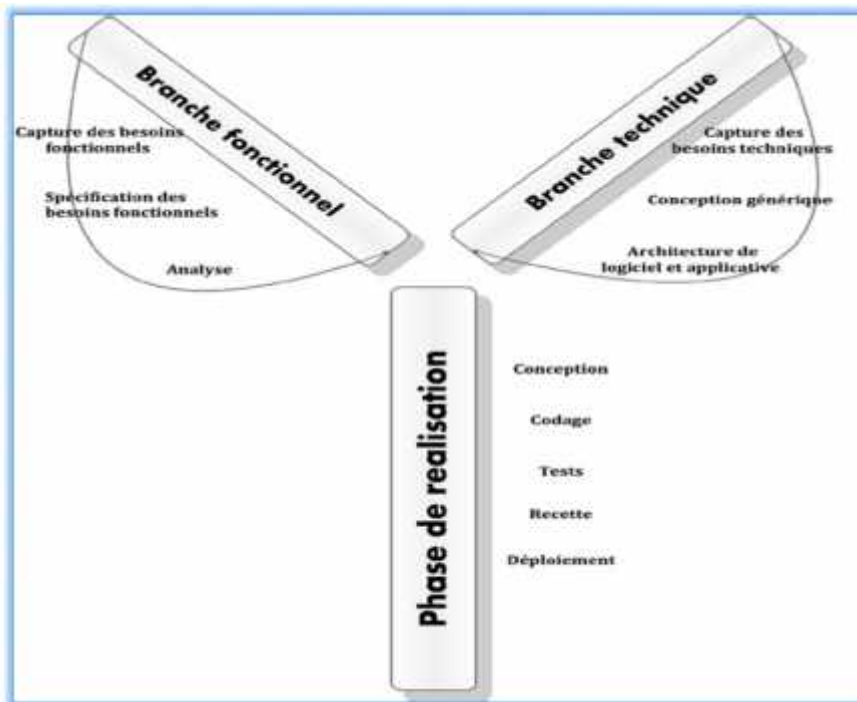 Branche fonctionnel
Capture des besoins
fonctionnels
Spécification des
besoins fonctionnels
Analyse
Branche technique
Capture des
besoins techniques
Conception générique
Architecture de
logiciel et applicative
Phase de realisation
Conception
Codage
Tests
Recette
Déploiement